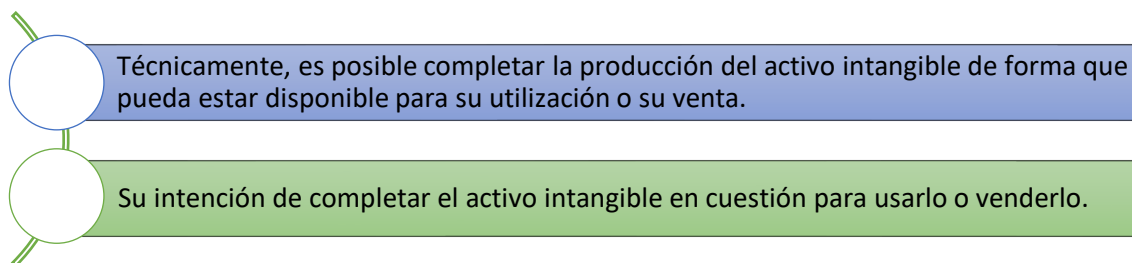 Técnicamente, es posible completar la producción del activo intangible de forma que
pueda estar disponible para su utilización o su venta.
Su intención de completar el activo intangible en cuestión para usarlo o venderlo.